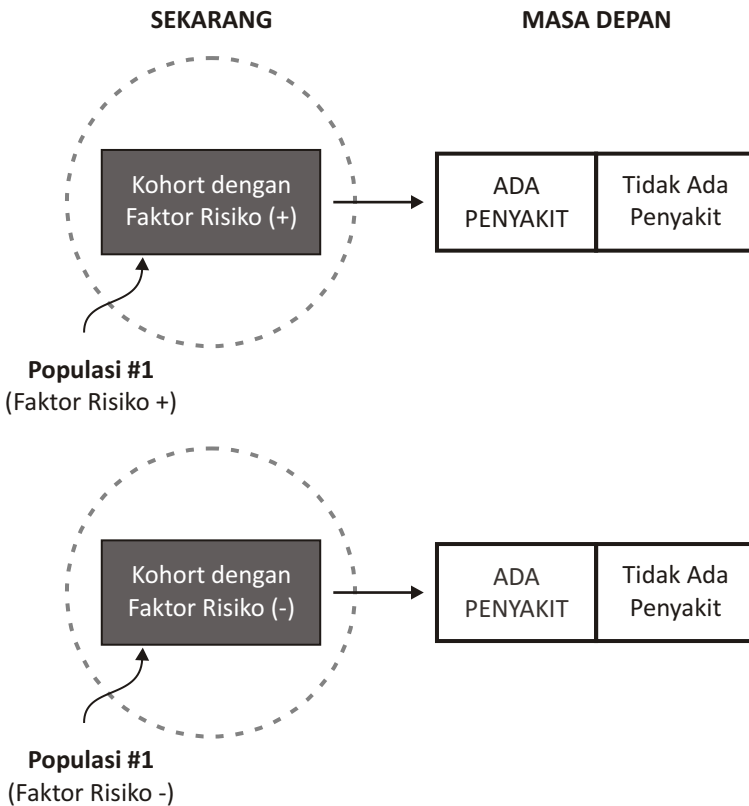 SEKARANG
MASA DEPAN
Kohort dengan
Faktor Risiko (+)
ADA
PENYAKIT
Tidak Ada
Penyakit
Populasi #1
(Faktor Risiko +)
Kohort dengan
Faktor Risiko (-)
ADA
PENYAKIT
Tidak Ada
Penyakit
Populasi #1
(Faktor Risiko -)